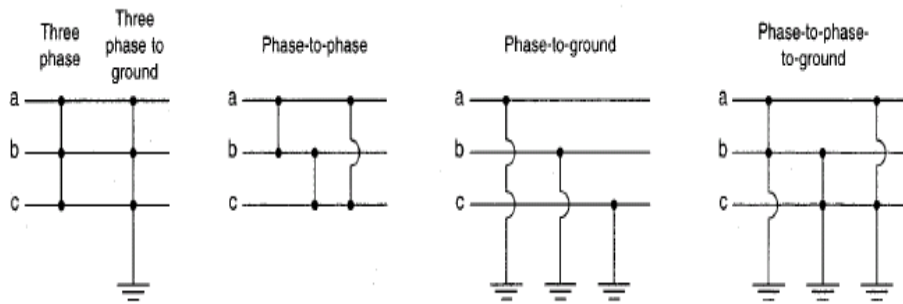 Three
phase
Three
phase to
ground
a
b
c
Phase-to-phase
a
b
c
Phase-to-ground
a
b
c
Phase-to-phase-
to-ground
a
b
c